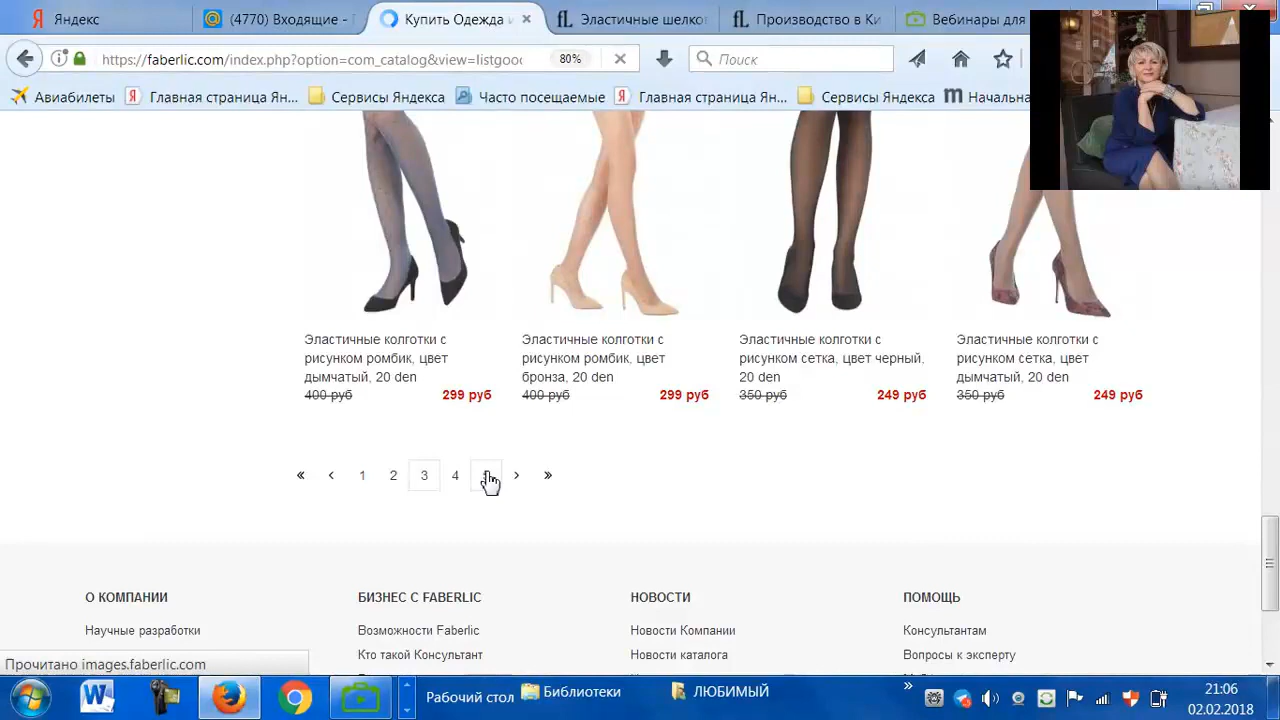 Яндекс
(4770) Входящие -
Купить Одежда и
Эластичные шелко
Производство в Ки
Вебинары для
https://faberlic.com/index.php?option=com_catalog&view=listgooc
80%
Поиск
Авиабилеты
Главная страница Ян...
Сервисы Яндекса
Часто посещаемые
Главная страница Ян...
Сервисы Яндекса
Начальна
Эластичные колготки с
рисунком ромбик, цвет
дымчатый, 20 den
400 руб 299 руб
Эластичные колготки с
рисунком ромбик, цвет
бронза, 20 den
400 руб 299 руб
Эластичные колготки с
рисунком сетка, цвет черный,
20 den
350 руб 249 руб
Эластичные колготки с
рисунком сетка, цвет
дымчатый, 20 den
350 руб 249 руб
« ‹ 1 2 3 4 › »
О КОМПАНИИ
Научные разработки
БИЗНЕС С FABERLIC
Возможности Faberlic
Кто такой Консультант
НОВОСТИ
Новости Компании
Новости каталога
ПОМОЩЬ
Консультантам
Вопросы к эксперту
Прочитано images.faberlic.com
Рабочий стол
Библиотеки
ЛЮБИМЫЙ
»
21:06
02.02.2018